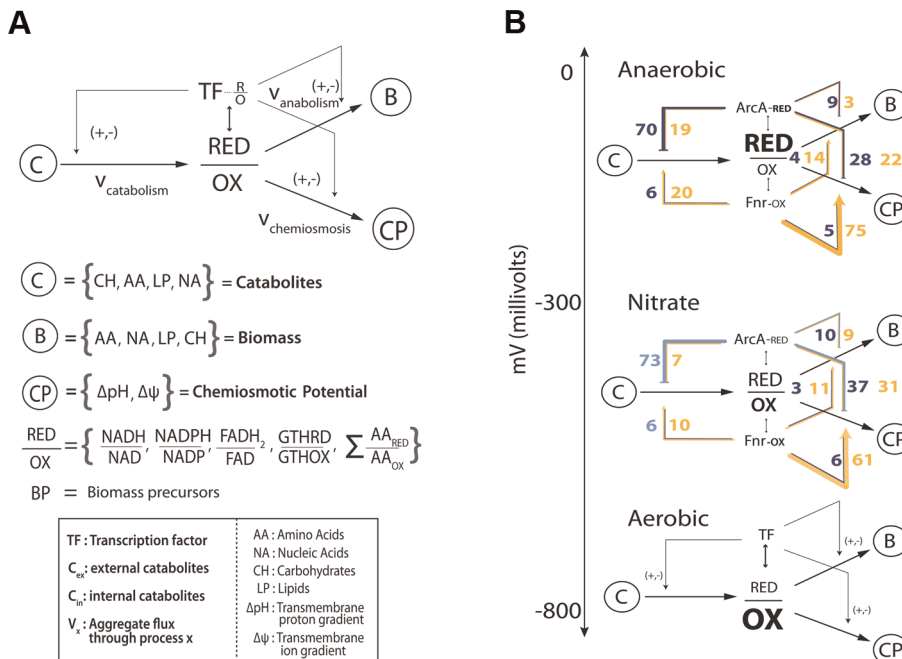 A
TF R/O
(+,-)
V anabolism
B
(+,-)
RED
OX
C
(+,-)
V catabolism
V chemiosmosis
CP
C = { CH, AA, LP, NA } = Catabolites
B = { AA, NA, LP, CH } = Biomass
CP = { ΔpH, Δψ } = Chemiosmotic Potential
RED/OX = { NADH/NAD, NADPH/NADP, FADH2/FAD, GTHRD/GTHOX, Σ AA RED/AA OX }
BP = Biomass precursors
TF : Transcription factor
Cex : external catabolites
Cin : internal catabolites
Vx : Aggregate flux
through process x
AA : Amino Acids
NA : Nucleic Acids
CH : Carbohydrates
LP : Lipids
ΔpH : Transmembrane
proton gradient
Δψ : Transmembrane
ion gradient
B
mV (millivolts)
0
-300
-800
Anaerobic
ArcA-RED
9 3
B
70 19
RED
OX
4 14
28 22
C
6 20
Fnr-OX
CP
5 75
Nitrate
ArcA-RED
10 9
B
73 7
RED
OX
3 11
37 31
C
6 10
Fnr-ox
CP
6 61
Aerobic
TF
(+,-)
B
(+,-)
RED
OX
C
(+,-)
CP